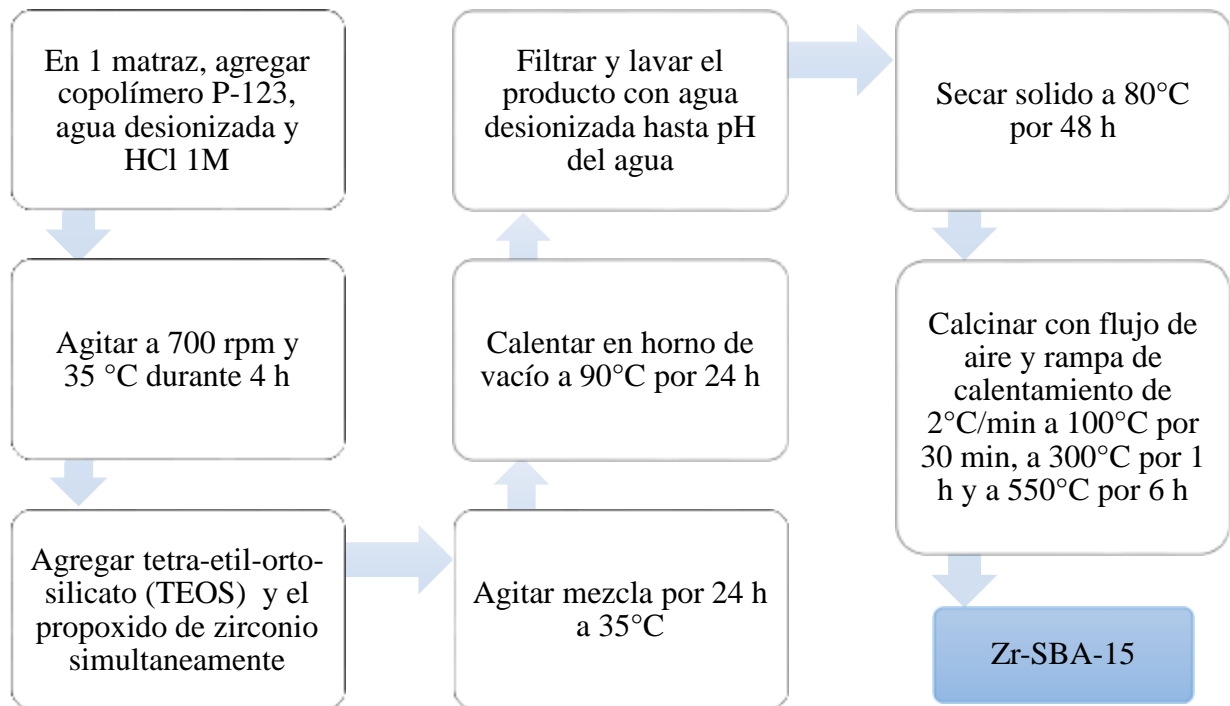 En 1 matraz, agregar
copolímero P-123,
agua desionizada y
HCl 1M
Agitar a 700 rpm y
35 °C durante 4 h
Agregar tetra-etil-orto-
silicato (TEOS) y el
propoxido de zirconio
simultaneamente
Agitar mezcla por 24 h
a 35°C
Calentar en horno de
vacío a 90°C por 24 h
Filtrar y lavar el
producto con agua
desionizada hasta pH
del agua
Secar solido a 80°C
por 48 h
Calcinar con flujo de
aire y rampa de
calentamiento de
2°C/min a 100°C por
30 min, a 300°C por 1
h y a 550°C por 6 h
Zr-SBA-15